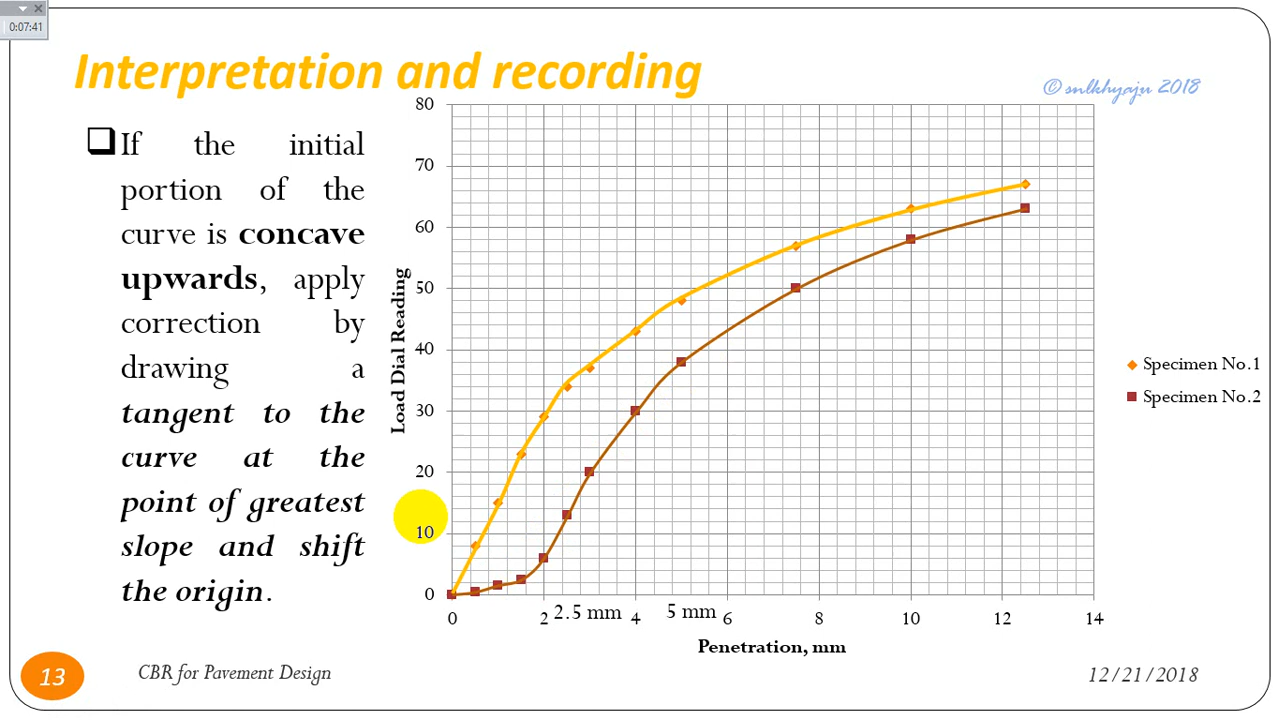 0:07:41
Interpretation and recording
© snlkhyaju 2018
If the initial
portion of the
curve is concave
upwards, apply
correction by
drawing a
tangent to the
curve at the
point of greatest
slope and shift
the origin.
Load Dial Reading
80
70
60
50
40
30
20
10
0
0 2 2.5 mm 4 5 mm 6 8 10 12 14
Penetration, mm
Specimen No.1
Specimen No.2
13
CBR for Pavement Design
12/21/2018